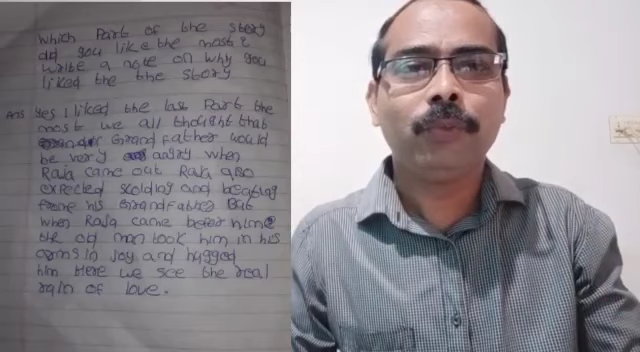 which Part of the story
did you like the most?
write a note on why you
liked the the story
Ans Yes I liked the last Part the
most we all thought that
Grand Father would
be very angry when
Raja came out Raja also
expected scolding and beating
from his Grandfather But
when Raja came before him
the old man took him in his
arms in Joy and hugged
him Here we see the real
rain of love.